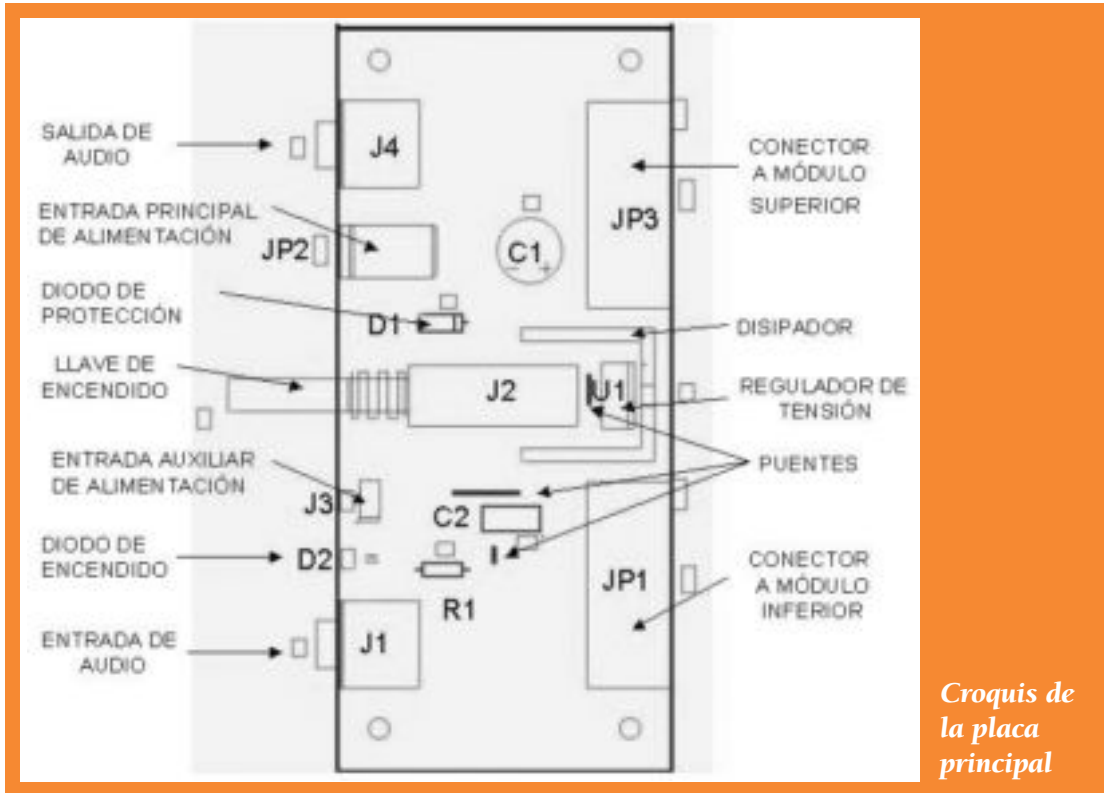 SALIDA DE
AUDIO
J4
CONECTOR
A MÓDULO
SUPERIOR
ENTRADA PRINCIPAL
DE ALIMENTACIÓN
JP2
C1
JP3
DIODO DE
PROTECCIÓN
D1
DISIPADOR
LLAVE DE
ENCENDIDO
J2
U1
REGULADOR DE
TENSIÓN
ENTRADA AUXILIAR
DE ALIMENTACIÓN
J3
C2
PUENTES
DIODO DE
ENCENDIDO
D2
R1
JP1
CONECTOR
A MÓDULO
INFERIOR
ENTRADA DE
AUDIO
J1
Croquis de
la placa
principal